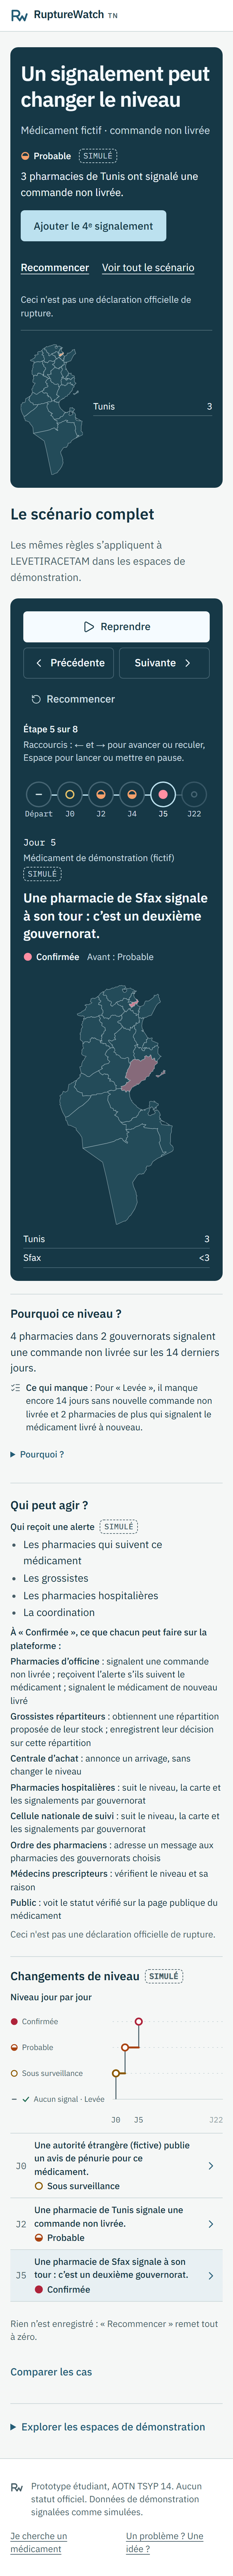 RuptureWatch TN
Un signalement peut
changer le niveau
Médicament fictif · commande non livrée
Probable SIMULÉ
3 pharmacies de Tunis ont signalé une
commande non livrée.
Ajouter le 4ᵉ signalement
Recommencer Voir tout le scénario
Ceci n'est pas une déclaration officielle de
rupture.
Tunis 3
Le scénario complet
Les mêmes règles s'appliquent à
LEVETIRACETAM dans les espaces de
démonstration.
Reprendre
Précédente Suivante
Recommencer
Étape 5 sur 8
Raccourcis : ← et → pour avancer ou reculer,
Espace pour lancer ou mettre en pause.
Départ J0 J2 J4 J5 J22
Jour 5
Médicament de démonstration (fictif)
SIMULÉ
Une pharmacie de Sfax signale
à son tour : c'est un deuxième
gouvernorat.
Confirmée Avant : Probable
Tunis 3
Sfax <3
Pourquoi ce niveau ?
4 pharmacies dans 2 gouvernorats signalent
une commande non livrée sur les 14 derniers
jours.
Ce qui manque : Pour « Levée », il manque
encore 14 jours sans nouvelle commande non
livrée et 2 pharmacies de plus qui signalent le
médicament livré à nouveau.
Pourquoi ?
Qui peut agir ?
Qui reçoit une alerte SIMULÉ
• Les pharmacies qui suivent ce
médicament
• Les grossistes
• Les pharmacies hospitalières
• La coordination
À « Confirmée », ce que chacun peut faire sur la
plateforme :
Pharmacies d'officine : signalent une commande
non livrée ; reçoivent l'alerte s'ils suivent le
médicament ; signalent le médicament de nouveau
livré
Grossistes répartiteurs : obtiennent une répartition
proposée de leur stock ; enregistrent leur décision
sur cette répartition
Centrale d'achat : annonce un arrivage, sans
changer le niveau
Pharmacies hospitalières : suit le niveau, la carte et
les signalements par gouvernorat
Cellule nationale de suivi : suit le niveau, la carte et
les signalements par gouvernorat
Ordre des pharmaciens : adresse un message aux
pharmacies des gouvernorats choisis
Médecins prescripteurs : vérifient le niveau et sa
raison
Public : voit le statut vérifié sur la page publique du
médicament
Ceci n'est pas une déclaration officielle de rupture.
Changements de niveau SIMULÉ
Niveau jour par jour
Confirmée
Probable
Sous surveillance
Aucun signal · Levée
J0 J5 J22
J0 Une autorité étrangère (fictive) publie
un avis de pénurie pour ce
médicament.
Sous surveillance
J2 Une pharmacie de Tunis signale une
commande non livrée.
Probable
J5 Une pharmacie de Sfax signale à son
tour : c'est un deuxième gouvernorat.
Confirmée
Rien n'est enregistré : « Recommencer » remet tout
à zéro.
Comparer les cas
Explorer les espaces de démonstration
Prototype étudiant, AOTN TSYP 14. Aucun
statut officiel. Données de démonstration
signalées comme simulées.
Je cherche un
médicament
Un problème ? Une
idée ?